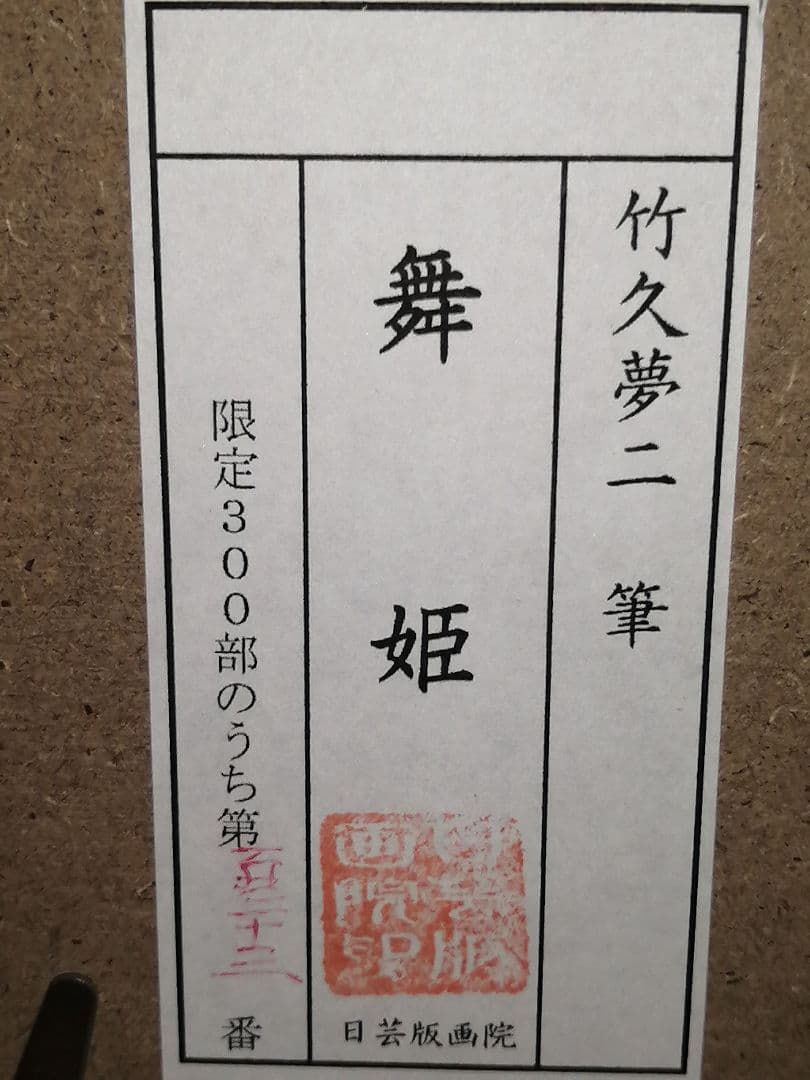 竹久夢二 筆
舞姫
日芸版画院
限定300部のうち第
番